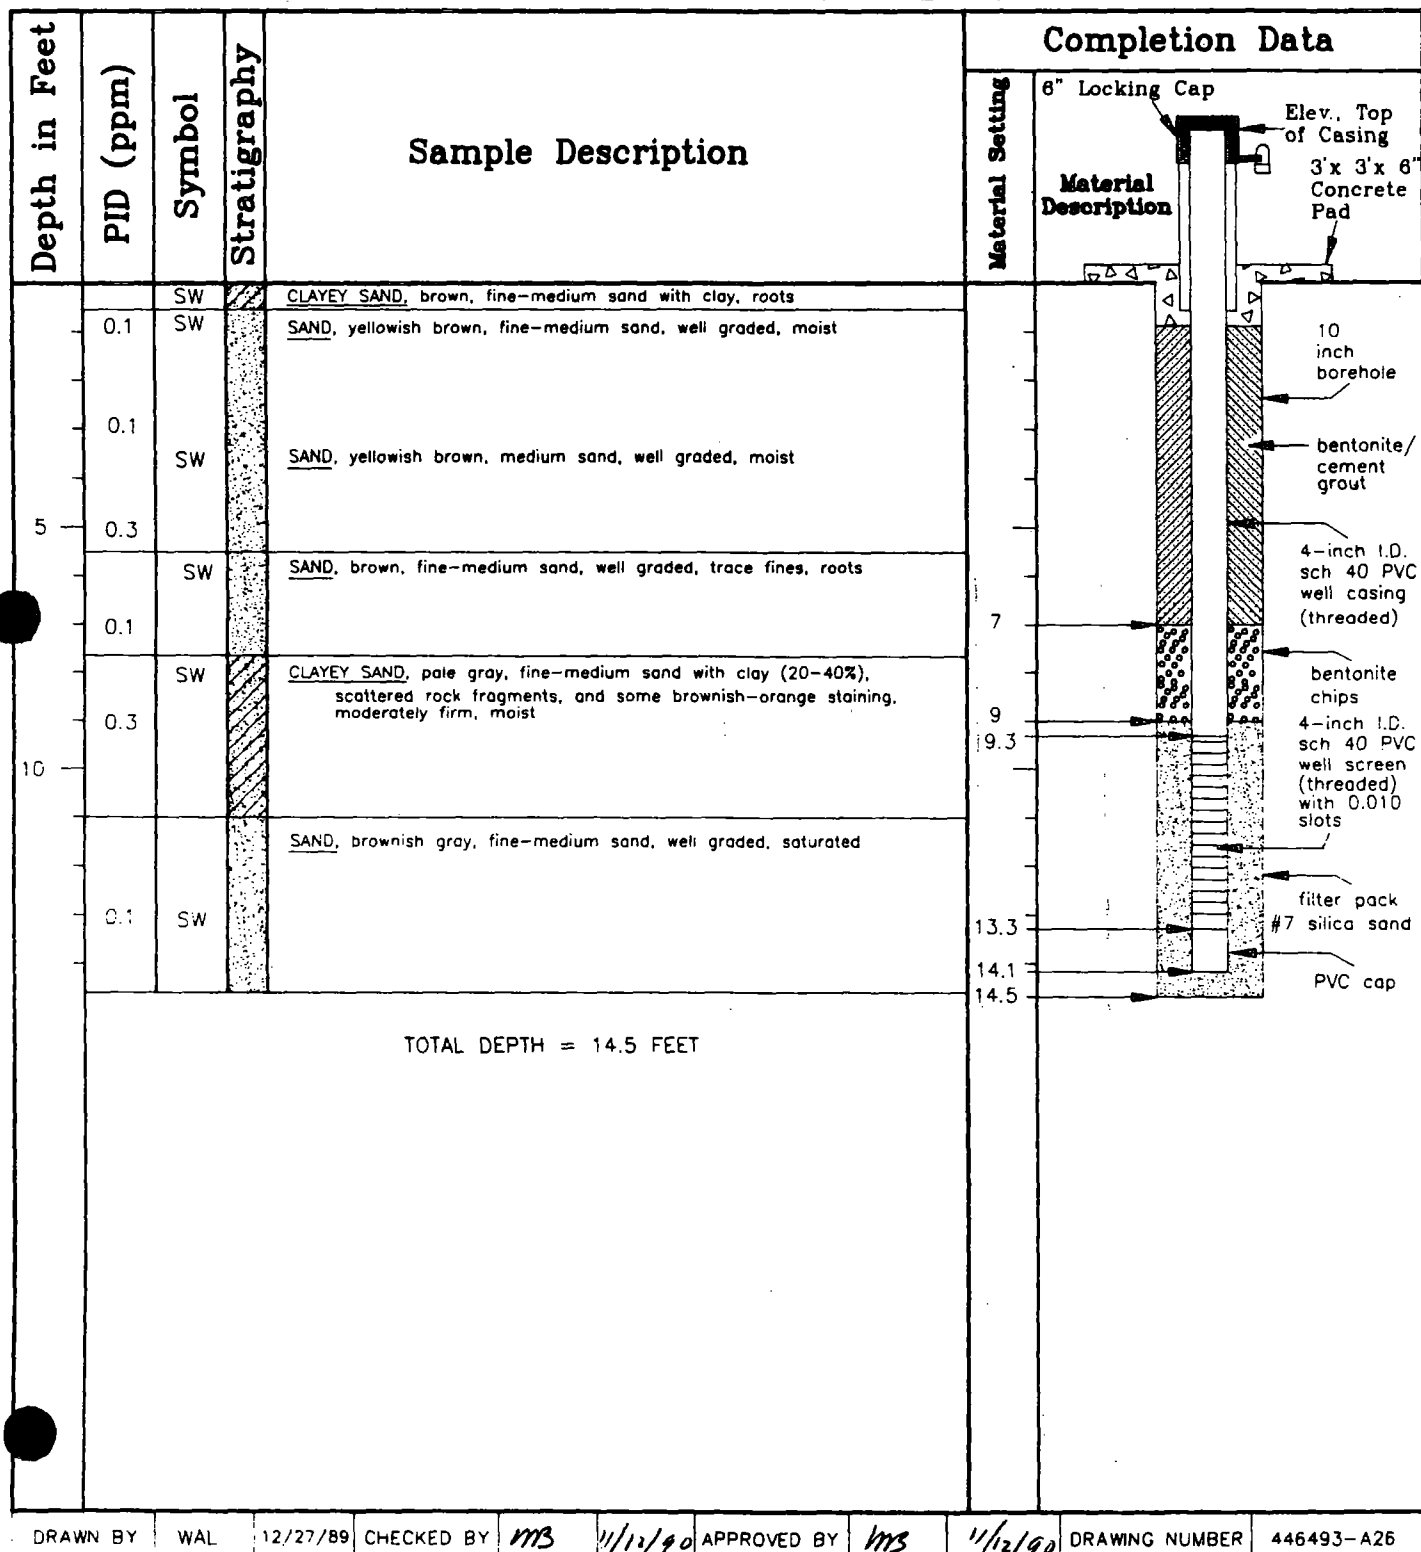 Depth in Feet
PID (ppm)
Symbol
Stratigraphy
Sample Description
Completion Data
Material Setting
6" Locking Cap
Elev., Top
of Casing
3'x 3'x 6"
Concrete
Pad
Material
Description
SW
CLAYEY SAND, brown, fine-medium sand with clay, roots
0.1
SW
SAND, yellowish brown, fine-medium sand, well graded, moist
10
inch
borehole
0.1
SW
SAND, yellowish brown, medium sand, well graded, moist
bentonite/
cement
grout
5
0.3
4-inch I.D.
sch 40 PVC
well casing
(threaded)
SW
SAND, brown, fine-medium sand, well graded, trace fines, roots
0.1
7
SW
CLAYEY SAND, pale gray, fine-medium sand with clay (20-40%),
scattered rock fragments, and some brownish-orange staining,
moderately firm, moist
0.3
bentonite
chips
9
9.3
4-inch I.D.
sch 40 PVC
well screen
(threaded)
with 0.010
slots
10
SAND, brownish gray, fine-medium sand, well graded, saturated
0.1
SW
filter pack
#7 silica sand
13.3
14.1
PVC cap
14.5
TOTAL DEPTH = 14.5 FEET
DRAWN BY WAL 12/27/89 CHECKED BY MB 11/12/90 APPROVED BY MB 11/12/90 DRAWING NUMBER 446493-A26